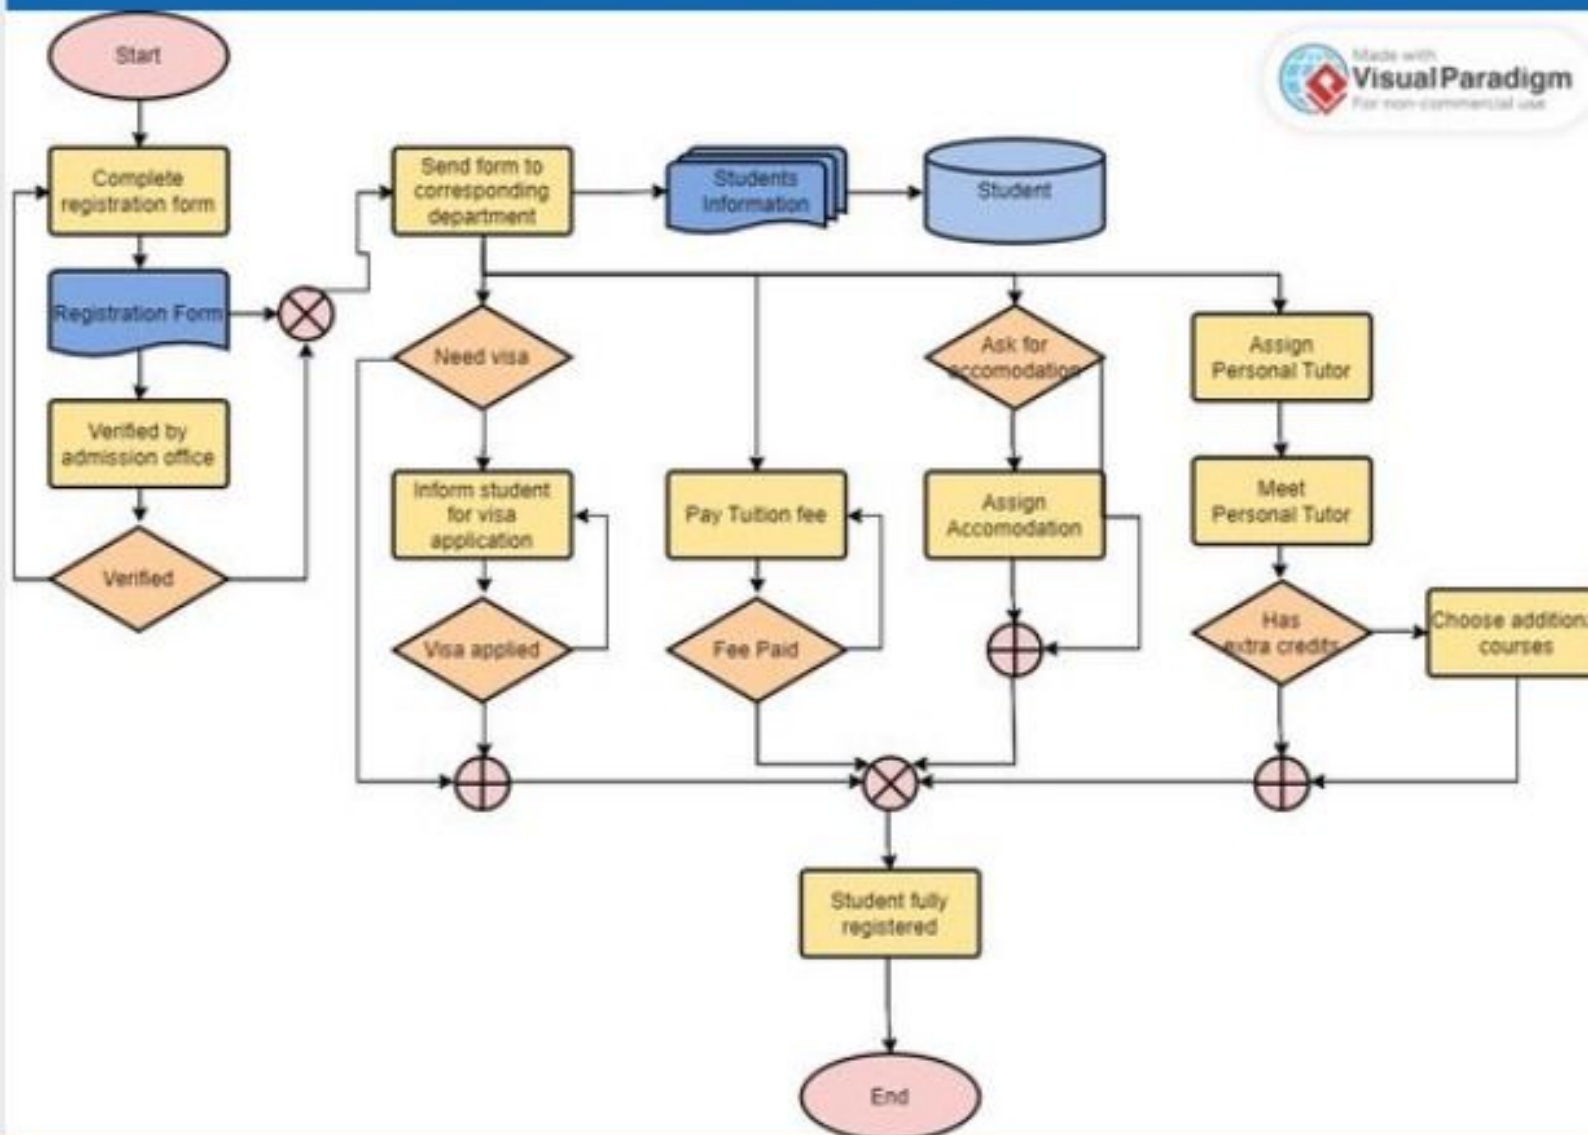 Start
Made with
Visual Paradigm
For non-commercial use
Complete
registration form
Send form to
corresponding
department
Students
Information
Student
Registration Form
Need visa
Ask for
accomodation
Assign
Personal Tutor
Verified by
admission office
Inform student
for visa
application
Pay Tuition fee
Assign
Accomodation
Meet
Personal Tutor
Verified
Visa applied
Fee Paid
Has
extra credits
Choose addition
courses
Student fully
registered
End